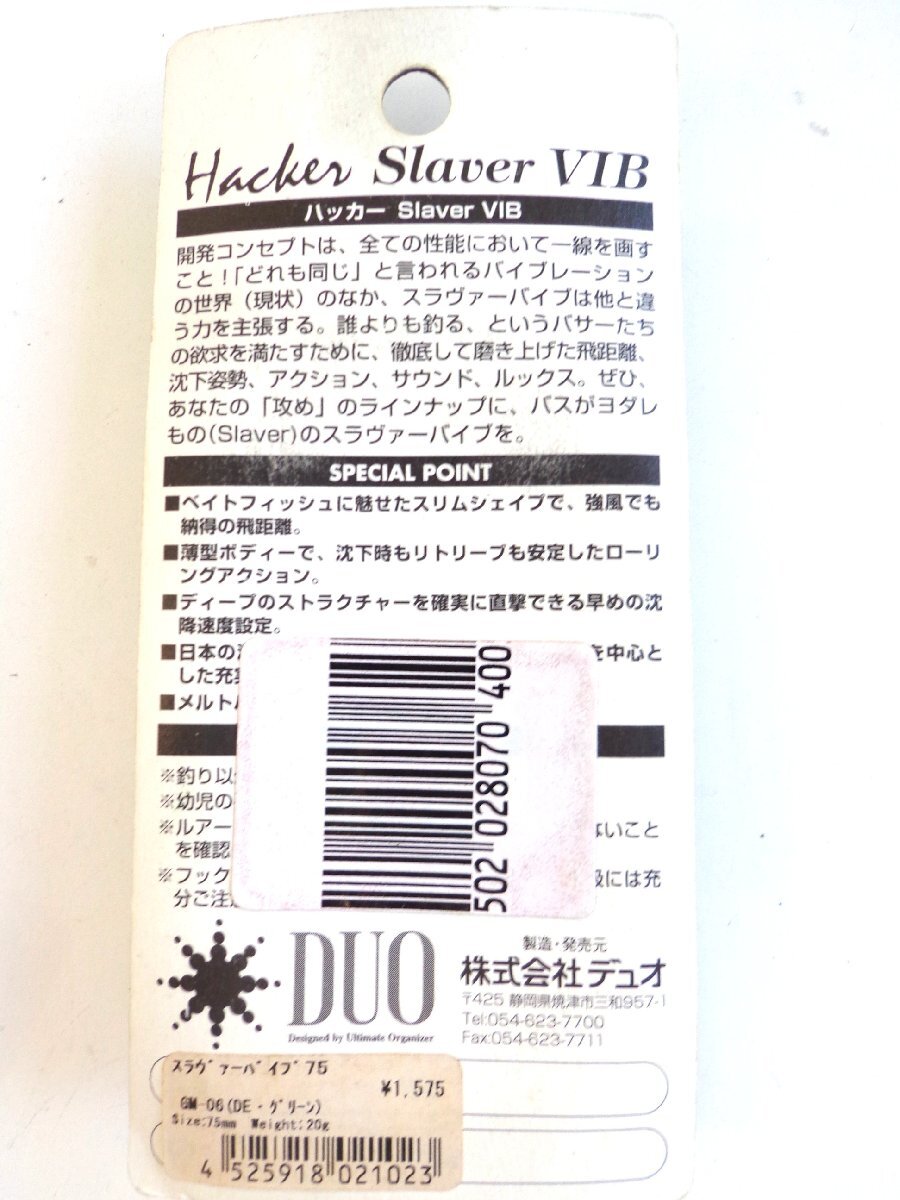 Hacker Slaver VIB
ハッカー Slaver VIB
開発コンセプトは、全ての性能において一線を画す
こと!「どれも同じ」と言われるバイブレーション
の世界（現状）のなか、スラヴァーバイブは他と違
う力を主張する。誰よりも釣る、というバサーたち
の欲求を満たすために、徹底して磨き上げた飛距離、
沈下姿勢、アクション、サウンド、ルックス。ぜひ、
あなたの「攻め」のラインナップに、バスがヨダレ
もの(Slaver)のスラヴァーバイブを。
SPECIAL POINT
■ベイトフィッシュに魅せたスリムシェイプで、強風でも
納得の飛距離。
■薄型ボディーで、沈下時もリトリーブも安定したローリ
ングアクション。
■ディープのストラクチャーを確実に直撃できる早めの沈
降速度設定。
■日本の を中心と
した充
■メルト
※釣り以
※幼児の
※ルアー ないこと
を確認
※フック 扱には充
分ご注
502 028070 400
DUO
Designed by Ultimate Organizer
製造・発売元
株式会社デュオ
〒425 静岡県焼津市三和957-1
Tel:054-623-7700
Fax:054-623-7711
スラヴァーバイブ 75
¥1,575
GM-06(DE・グリーン)
Size:75mm Weight:20g
4 525918 021023